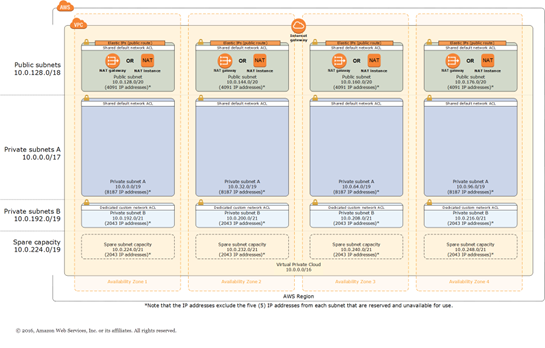 AWS
VPC
Internet
gateway
Elastic IPs (public node)
Elastic IPs (public node)
Elastic IPs (public node)
Elastic IPs (public node)
Shared default network ACL
Shared default network ACL
Shared default network ACL
Shared default network ACL
Public subnets
10.0.128.0/18
OR NAT
OR NAT
OR NAT
OR NAT
NAT gateway NAT instance
NAT gateway NAT instance
NAT gateway NAT instance
NAT gateway NAT instance
Public subnet
10.0.128.0/20
(4091 IP addresses)*
Public subnet
10.0.144.0/20
(4091 IP addresses)*
Public subnet
10.0.160.0/20
(4091 IP addresses)*
Public subnet
10.0.176.0/20
(4091 IP addresses)*
Shared default network ACL
Shared default network ACL
Shared default network ACL
Shared default network ACL
Private subnets A
10.0.0.0/17
Private subnet A
10.0.0.0/19
(8187 IP addresses)*
Private subnet A
10.0.32.0/19
(8187 IP addresses)*
Private subnet A
10.0.64.0/19
(8187 IP addresses)*
Private subnet A
10.0.96.0/19
(8187 IP addresses)*
Private subnets B
10.0.192.0/19
Dedicated custom network ACL
Private subnet B
10.0.192.0/21
(2043 IP addresses)*
Dedicated custom network ACL
Private subnet B
10.0.200.0/21
(2043 IP addresses)*
Dedicated custom network ACL
Private subnet B
10.0.208.0/21
(2043 IP addresses)*
Dedicated custom network ACL
Private subnet B
10.0.216.0/21
(2043 IP addresses)*
Spare capacity
10.0.224.0/19
Spare subnet capacity
10.0.224.0/21
(2043 IP addresses)*
Spare subnet capacity
10.0.232.0/21
(2043 IP addresses)*
Spare subnet capacity
10.0.240.0/21
(2043 IP addresses)*
Spare subnet capacity
10.0.248.0/21
(2043 IP addresses)*
Virtual Private Cloud
10.0.0.0/16
Availability Zone 1
Availability Zone 2
Availability Zone 3
Availability Zone 4
AWS Region
*Note that the IP addresses exclude the five (5) IP addresses from each subnet that are reserved and unavailable for use.
© 2016, Amazon Web Services, Inc. or its affiliates. All rights reserved.